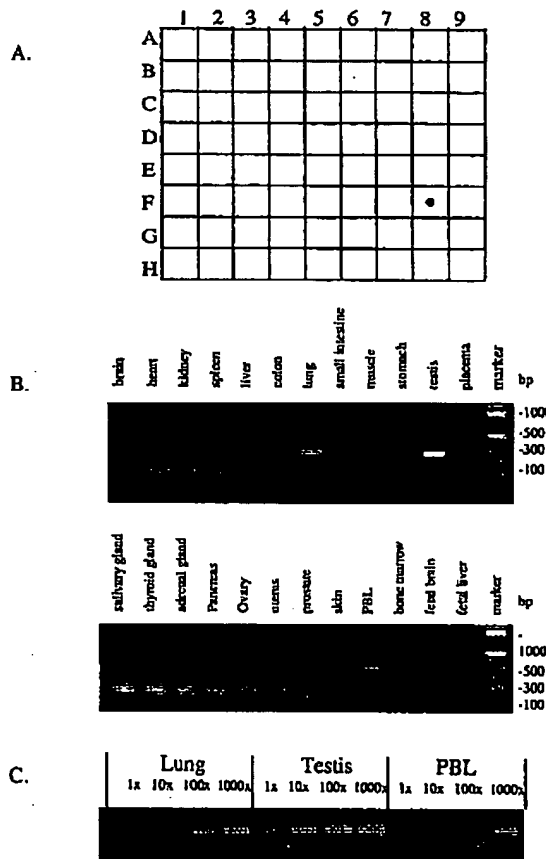 A.
1 2 3 4 5 6 7 8 9
A
B
C
D
E
F
G
H
B.
brain heart kidney spleen liver colon lung small intestine muscle stomach testis placenta marker bp
-1000
-500
-300
-100
salivary gland thyroid gland adrenal gland Pancreas Ovary uterus prostate skin PBL bone marrow fetal brain fetal liver marker bp
-
1000
-500
-300
-100
C.
Lung Testis PBL
1x 10x 100x 1000x 1x 10x 100x 1000x 1x 10x 100x 1000x